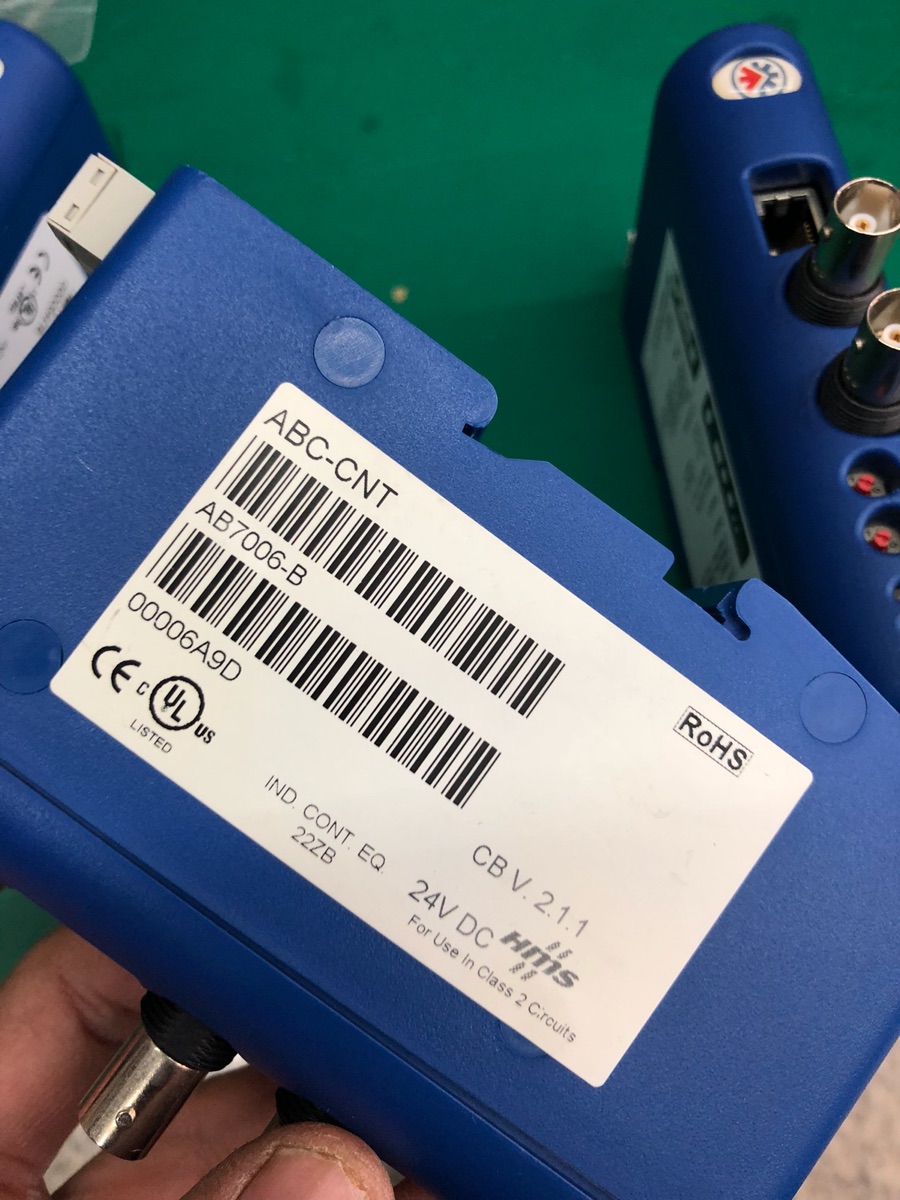 ABC-CNT
AB7006-B
00006A9D
CE
C UL US
LISTED
RoHS
IND. CONT. EQ.
22ZB
CB V. 2.1.1
24V DC
HMS
For Use In Class 2 Circuits
CE